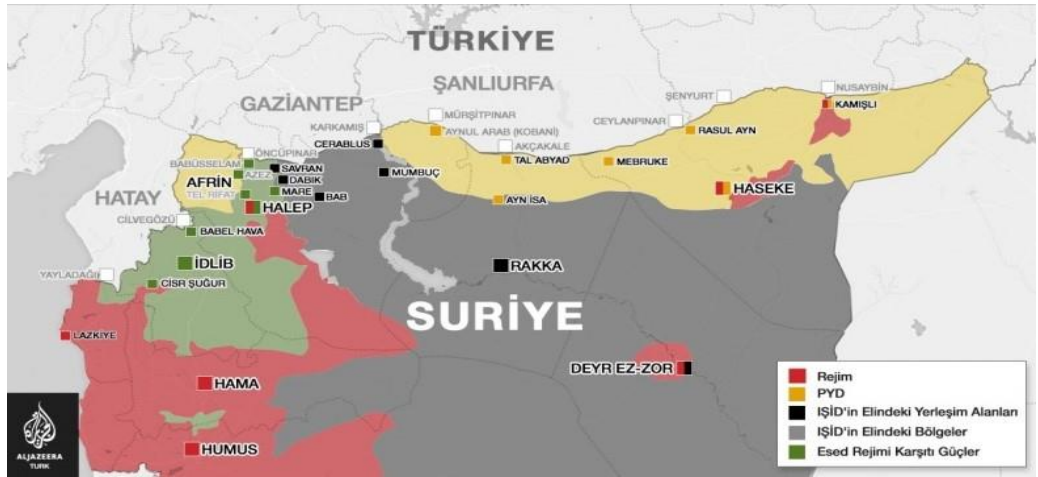 TÜRKİYE
ŞANLIURFA
GAZİANTEP
NUSAYBİN
ŞENYURT
KAMIŞLI
MÜRŞİTPINAR
CEYLANPINAR
KARKAMIŞ
AYNUL ARAB (KOBANİ)
RASUL AYN
CERABLUS
AKÇAKALE
ÖNCÜPINAR
BABÜSSELAM
TAL ABYAD
MEBRUKE
SAVRAN
AZEZ
MUMBUÇ
AFRİN
DABIK
HASEKE
TEL RIFAT
MARE
BAB
AYN İSA
HATAY
HALEP
CİLVEGÖZÜ
BABEL HAVA
İDLİB
RAKKA
YAYLADAĞI
CİSR ŞUĞUR
SURİYE
LAZKİYE
DEYR EZ-ZOR
HAMA
HUMUS
Rejim
PYD
IŞİD'in Elindeki Yerleşim Alanları
IŞİD'in Elindeki Bölgeler
Esed Rejimi Karşıtı Güçler
ALJAZEERA
TURK